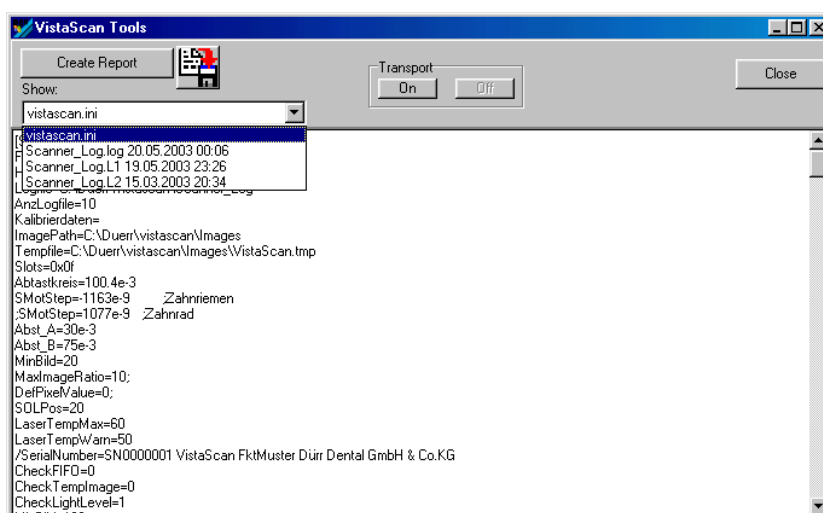 VistaScan Tools
Create Report
Transport
On
Off
Close
Show:
vistascan.ini
vistascan.ini
Scanner_Log.log 20.05.2003 00:06
Scanner_Log.L1 19.05.2003 23:26
Scanner_Log.L2 15.03.2003 20:34
AnzLogfile=10
Kalibrierdaten=
ImagePath=C:\Duerr\vistascan\Images
Tempfile=C:\Duerr\vistascan\Images\VistaScan.tmp
Slots=0x0f
Abtastkreis=100.4e-3
SMotStep=-1163e-9 ;Zahnriemen
;SMotStep=1077e-9 ;Zahnrad
Abst_A=30e-3
Abst_B=75e-3
MinBild=20
MaxImageRatio=10;
DefPixelValue=0;
SOLPos=20
LaserTempMax=60
LaserTempWarn=50
/SerialNumber=SN0000001 VistaScan FktMuster Dürr Dental GmbH & Co.KG
CheckFIFO=0
CheckTempImage=0
CheckLightLevel=1